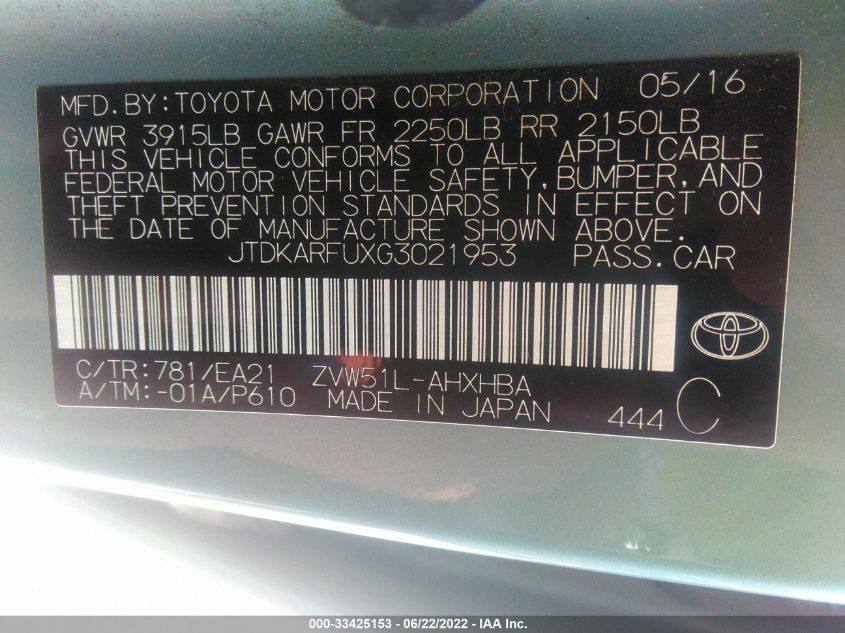 MFD.BY:TOYOTA MOTOR CORPORATION 05/16
GVWR 3915LB GAWR FR 2250LB RR 2150LB
THIS VEHICLE CONFORMS TO ALL APPLICABLE
FEDERAL MOTOR VEHICLE SAFETY,BUMPER,AND
THEFT PREVENTION STANDARDS IN EFFECT ON
THE DATE OF MANUFACTURE SHOWN ABOVE.
JTDKARFUXG3021953 PASS.CAR
C/TR:781/EA21 ZVW51L-AHXHBA
A/TM:-01A/P610 MADE IN JAPAN 444 C
000-33425153 - 06/22/2022 - IAA Inc.